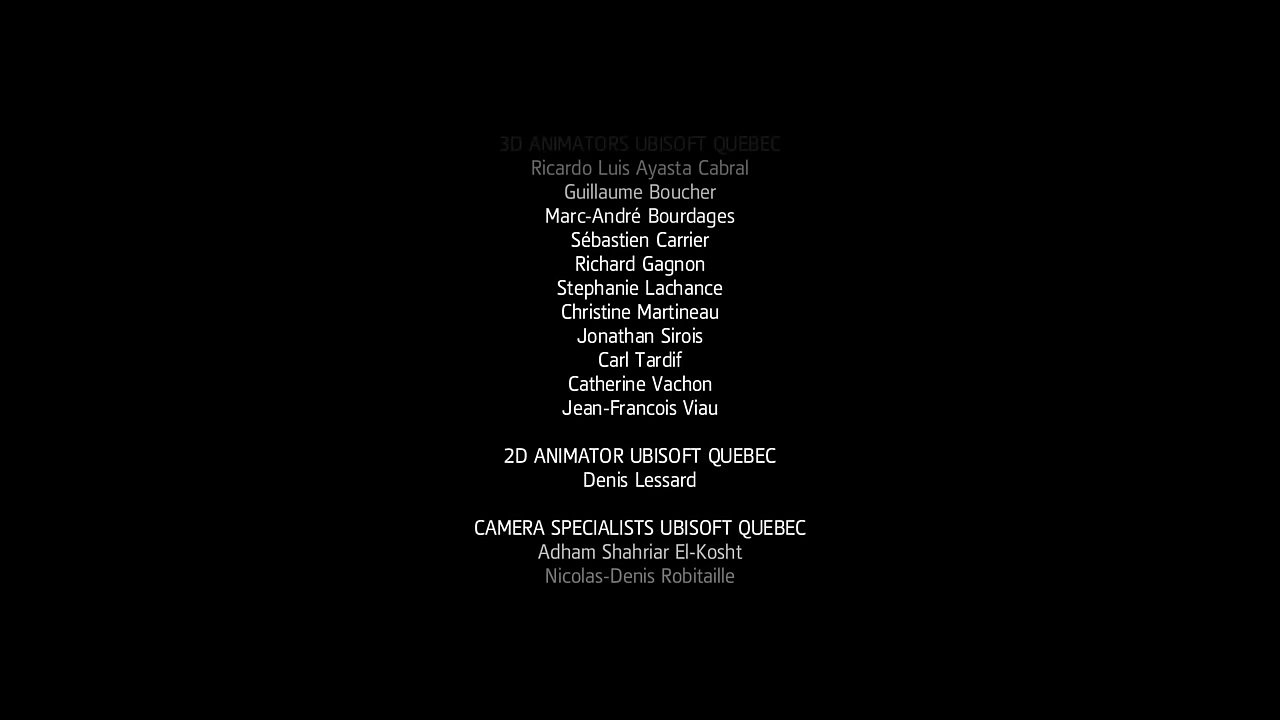 3D ANIMATORS UBISOFT QUEBEC
Ricardo Luis Ayasta Cabral
Guillaume Boucher
Marc-André Bourdages
Sébastien Carrier
Richard Gagnon
Stephanie Lachance
Christine Martineau
Jonathan Sirois
Carl Tardif
Catherine Vachon
Jean-Francois Viau
2D ANIMATOR UBISOFT QUEBEC
Denis Lessard
CAMERA SPECIALISTS UBISOFT QUEBEC
Adham Shahriar El-Kosht
Nicolas-Denis Robitaille